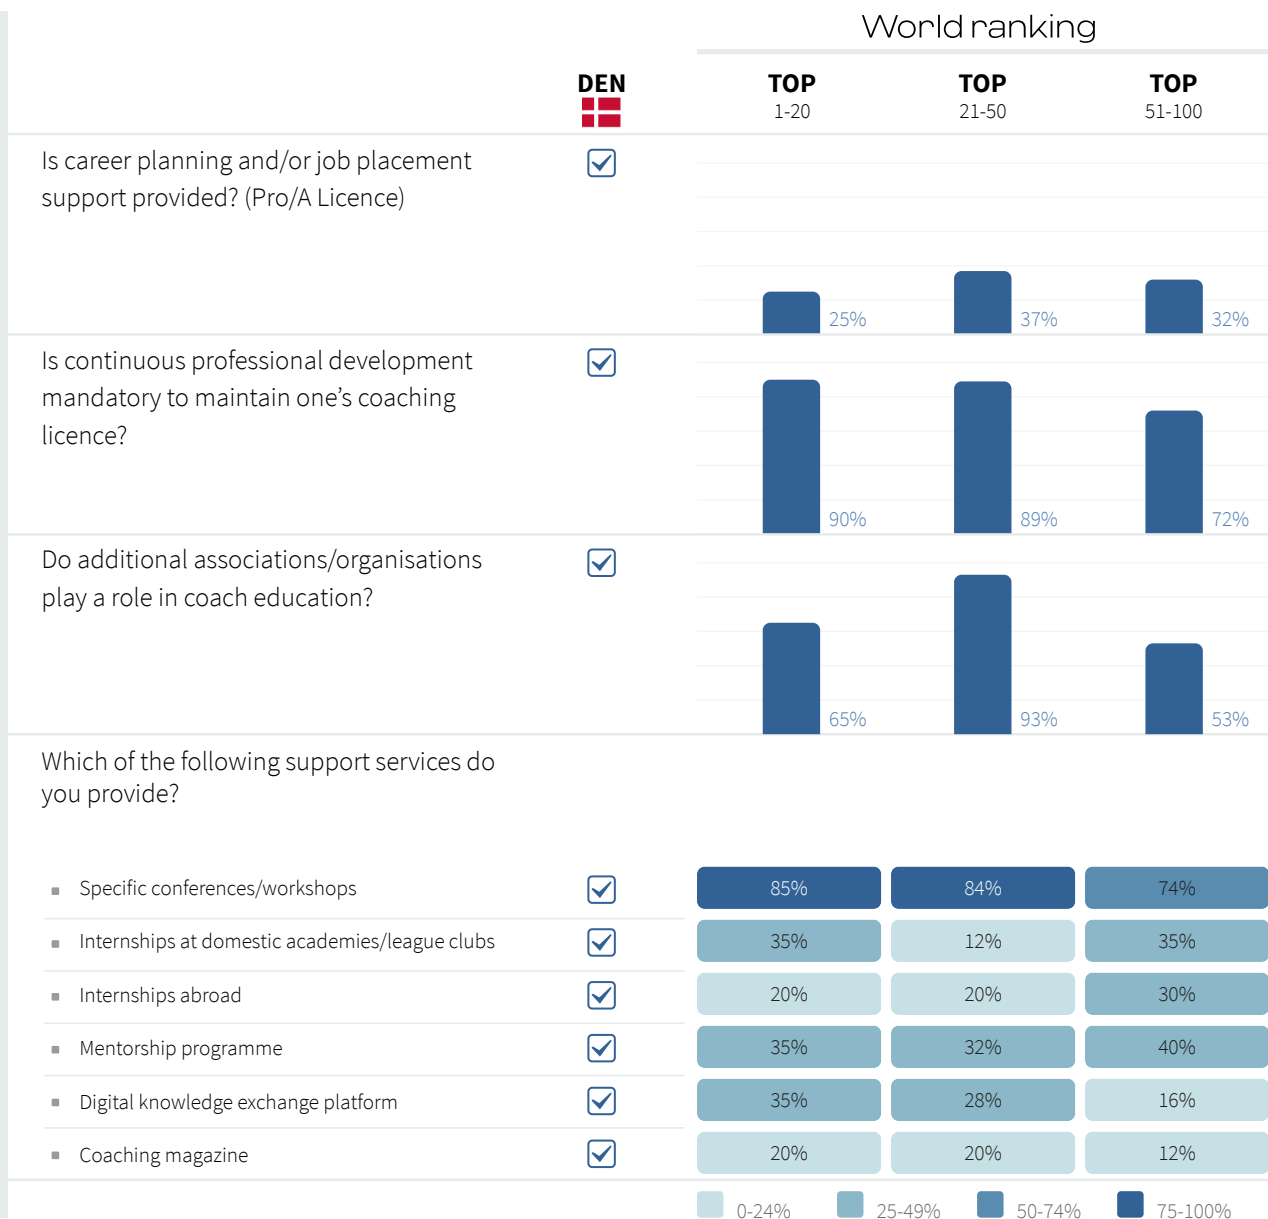 World ranking
DEN
TOP
TOP
TOP
1-20
21-50
51-100
Is career planning and/or job placement
support provided? (Pro/A Licence)
25%
37%
32%
Is continuous professional development
mandatory to maintain one’s coaching
licence?
90%
89%
72%
Do additional associations/organisations
play a role in coach education?
65%
93%
53%
Which of the following support services do
you provide?
Specific conferences/workshops
85%
84%
74%
Internships at domestic academies/league clubs
35%
12%
35%
Internships abroad
20%
20%
30%
Mentorship programme
35%
32%
40%
Digital knowledge exchange platform
35%
28%
16%
Coaching magazine
20%
20%
12%
0-24%
25-49%
50-74%
75-100%